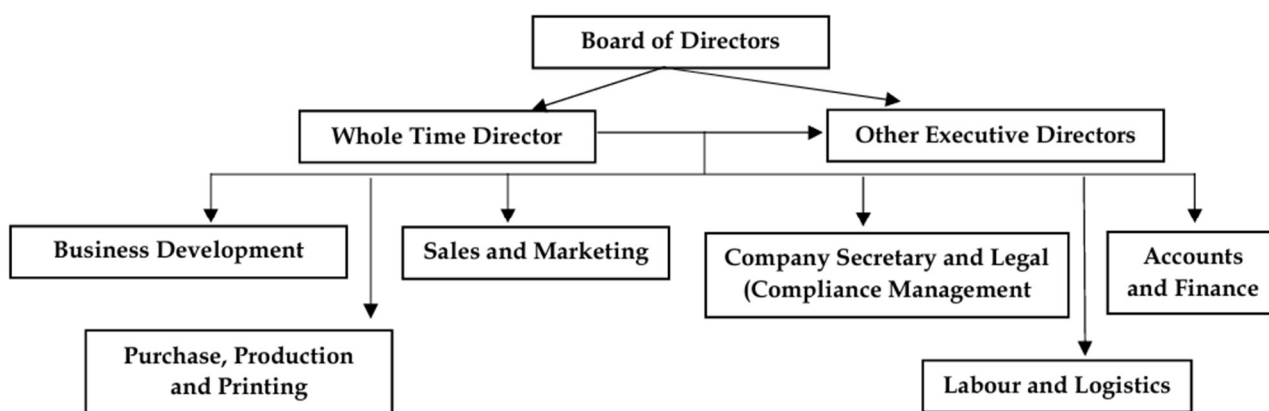 Board of Directors
Whole Time Director
Other Executive Directors
Business Development
Sales and Marketing
Company Secretary and Legal
(Compliance Management
Accounts
and Finance
Purchase, Production
and Printing
Labour and Logistics